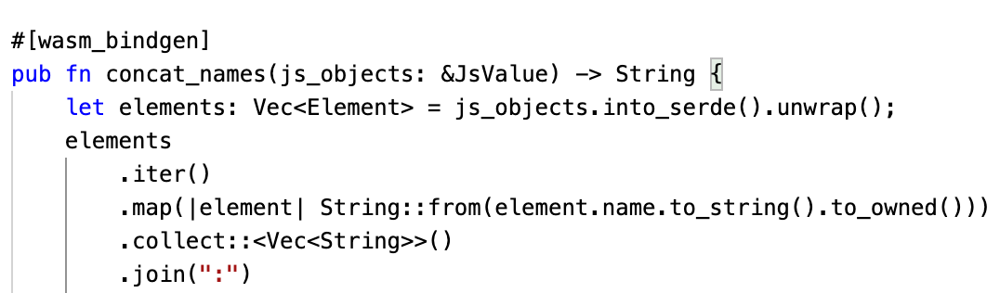 #[wasm_bindgen]
pub fn concat_names(js_objects: &JsValue) -> String {
    let elements: Vec<Element> = js_objects.into_serde().unwrap();
    elements
        .iter()
        .map(|element| String::from(element.name.to_string().to_owned()))
        .collect::<Vec<String>>()
        .join(":")